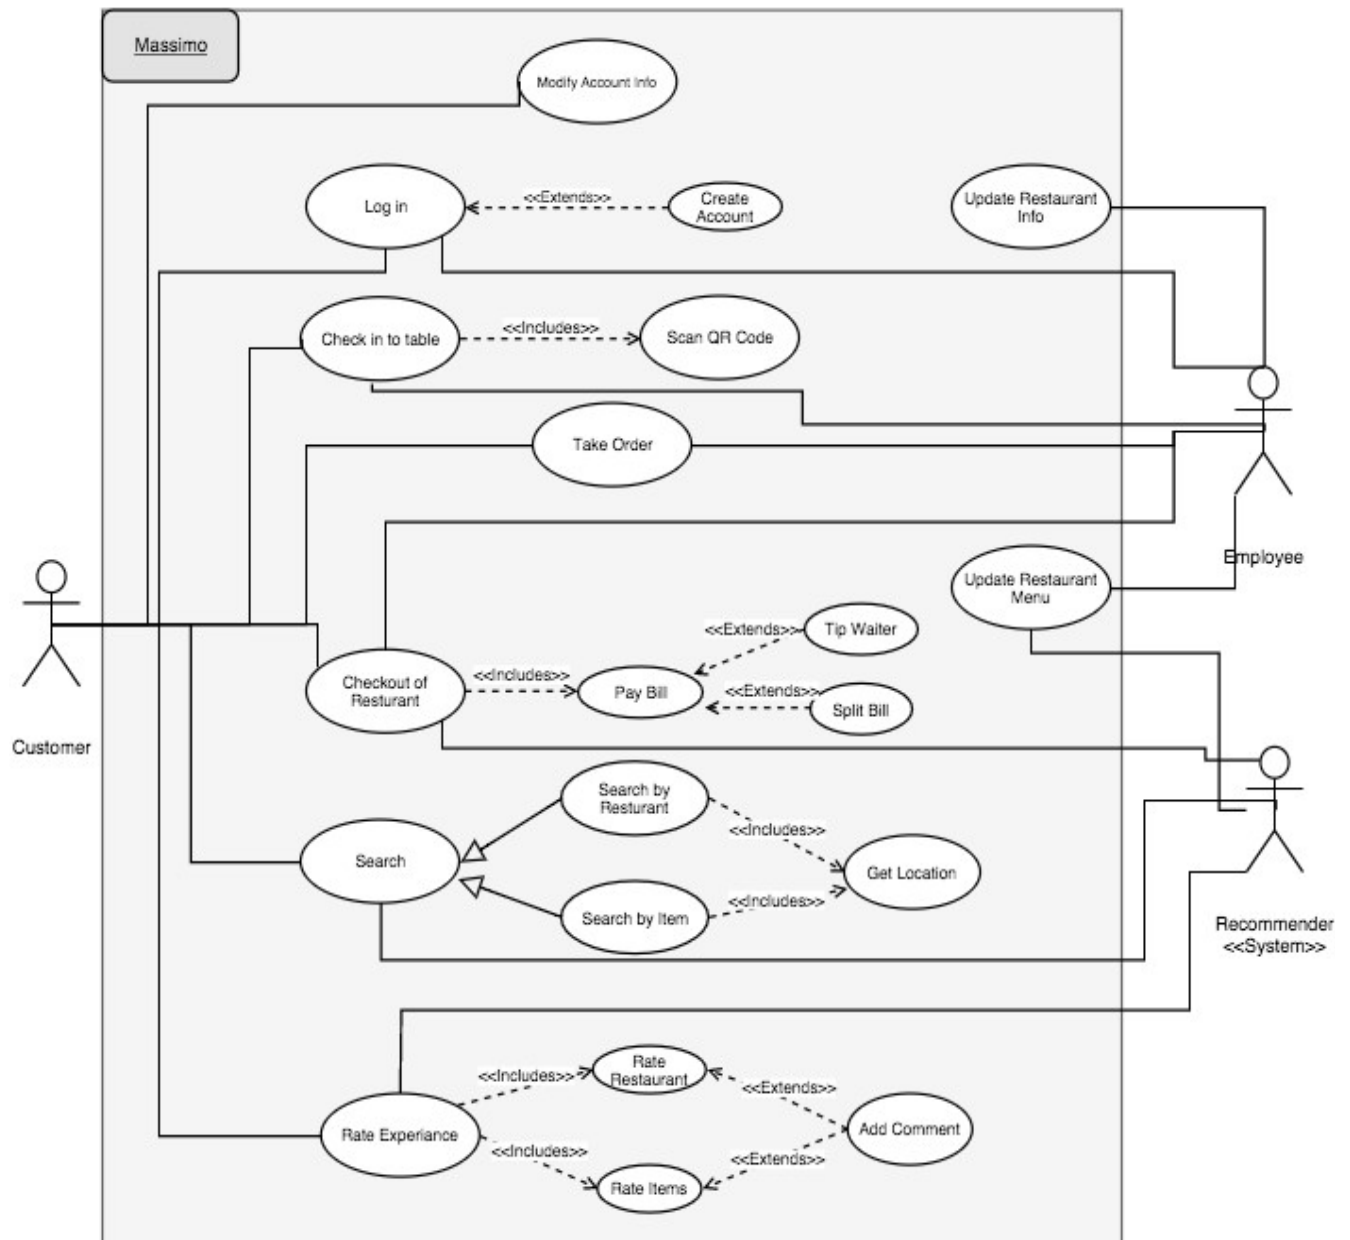 Massimo
Modify Account Info
Log in
<<Extends>>
Create
Account
Update Restaurant
Info
Check in to table
<<Includes>>
Scan QR Code
Take Order
Employee
Update Restaurant
Menu
Customer
Checkout of
Resturant
<<Includes>>
Pay Bill
<<Extends>>
Tip Waiter
<<Extends>>
Split Bill
Search by
Resturant
<<Includes>>
Search
Get Location
<<Includes>>
Search by Item
Recommender
<<System>>
Rate
Restaurant
<<Includes>>
<<Extends>>
Rate Experiance
Add Comment
<<Includes>>
<<Extends>>
Rate Items